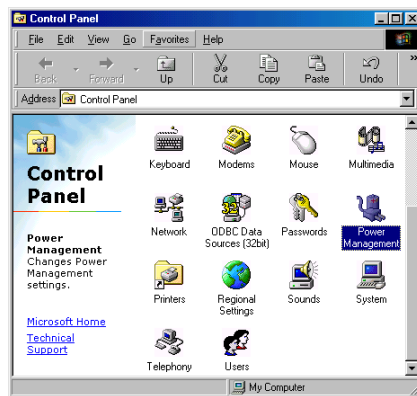 Control Panel
File Edit View Go Favorites Help
Back Forward Up Cut Copy Paste Undo »
Address Control Panel
Control
Panel
Power
Management
Changes Power
Management
settings.
Microsoft Home
Technical
Support
Keyboard Modems Mouse Multimedia
Network ODBC Data Sources (32bit) Passwords Power Management
Printers Regional Settings Sounds System
Telephony Users
My Computer